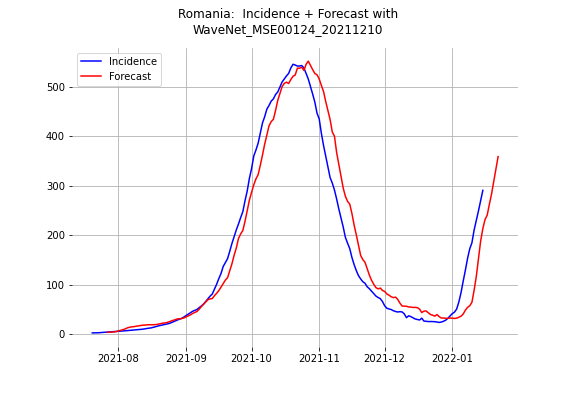 Romania:  Incidence + Forecast with
WaveNet_MSE00124_20211210
Incidence
Forecast
500
400
300
200
100
0
2021-08 2021-09 2021-10 2021-11 2021-12 2022-01